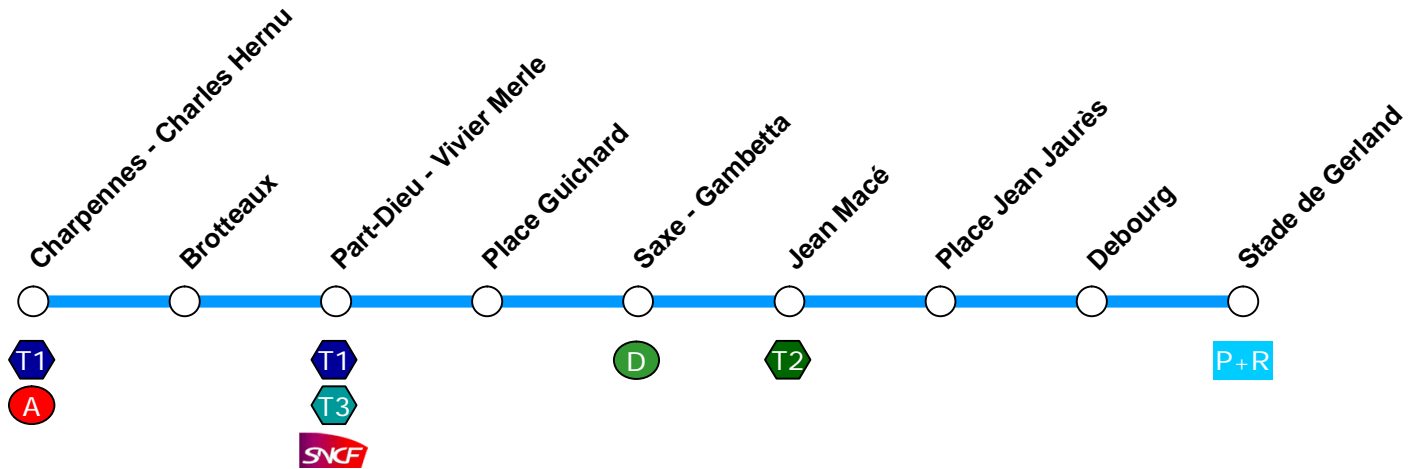 Charpennes - Charles Hernu
Brotteaux
Part-Dieu - Vivier Merle
Place Guichard
Saxe - Gambetta
Jean Macé
Place Jean Jaurès
Debourg
Stade de Gerland
T1
A
T1
T3
SNCF
D
T2
P+R